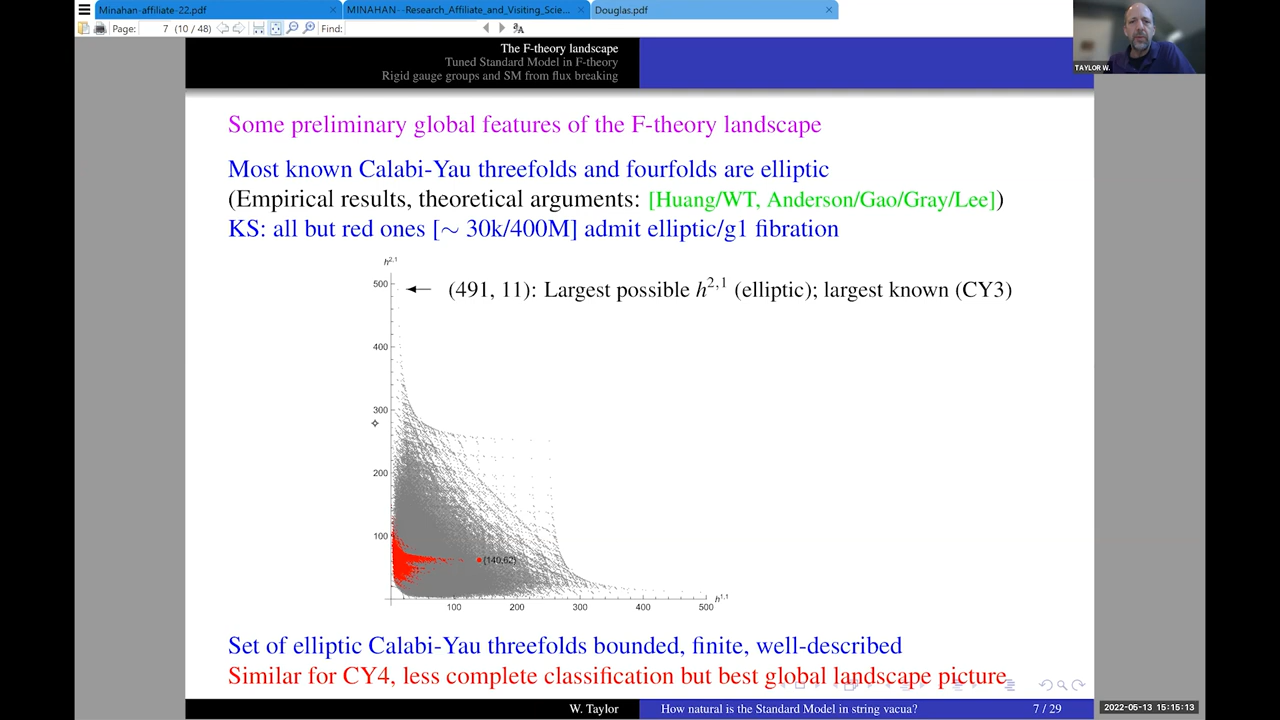 Minahan-affiliate-22.pdf
MINAHAN--Research_Affiliate_and_Visiting_Scie...
Douglas.pdf
Page: 7 (10 / 48) Find:
TAYLOR W.
The F-theory landscape
Tuned Standard Model in F-theory
Rigid gauge groups and SM from flux breaking
Some preliminary global features of the F-theory landscape
Most known Calabi-Yau threefolds and fourfolds are elliptic
(Empirical results, theoretical arguments: [Huang/WT, Anderson/Gao/Gray/Lee])
KS: all but red ones [∼ 30k/400M] admit elliptic/g1 fibration
h^{2,1}
500
(491, 11): Largest possible h^{2,1} (elliptic); largest known (CY3)
400
300
200
100
{140,62}
h^{1,1}
100 200 300 400 500
Set of elliptic Calabi-Yau threefolds bounded, finite, well-described
Similar for CY4, less complete classification but best global landscape picture
W. Taylor How natural is the Standard Model in string vacua? 7 / 29
2022-05-13 15:15:13